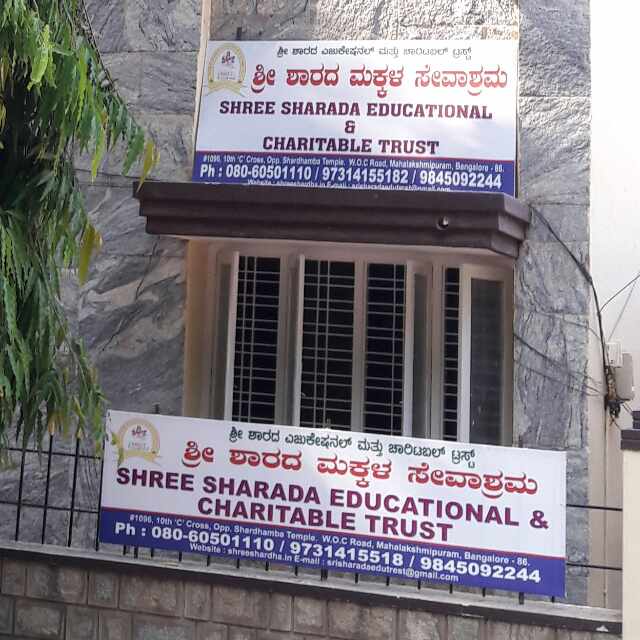 ಶ್ರೀ ಶಾರದ ಎಜುಕೇಷನಲ್ ಮತ್ತು ಚಾರಿಟಬಲ್ ಟ್ರಸ್ಟ್
ಶ್ರೀ ಶಾರದ ಮಕ್ಕಳ ಸೇವಾಶ್ರಮ
SHREE SHARADA EDUCATIONAL
&
CHARITABLE TRUST
#1096, 10th 'C' Cross, Opp. Shardhamba Temple, W.O.C Road, Mahalakshmipuram, Bangalore - 86.
Ph : 080-60501110 / 97314155182 / 9845092244
ಶ್ರೀ ಶಾರದ ಎಜುಕೇಷನಲ್ ಮತ್ತು ಚಾರಿಟಬಲ್ ಟ್ರಸ್ಟ್
ಶ್ರೀ ಶಾರದ ಮಕ್ಕಳ ಸೇವಾಶ್ರಮ
SHREE SHARADA EDUCATIONAL &
CHARITABLE TRUST
#1096, 10th 'C' Cross, Opp. Shardhamba Temple, W.O.C Road, Mahalakshmipuram, Bangalore - 86.
Ph : 080-60501110 / 9731415518 / 9845092244
Website : shreeshardha.in E-mail : srisharadaedutrest@gmail.com